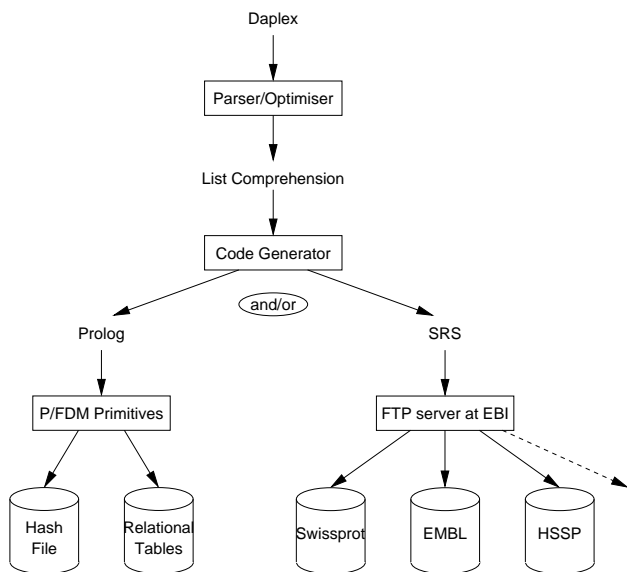 Daplex
Parser/Optimiser
List Comprehension
Code Generator
and/or
Prolog
SRS
P/FDM Primitives
FTP server at EBI
Hash
File
Relational
Tables
Swissprot
EMBL
HSSP